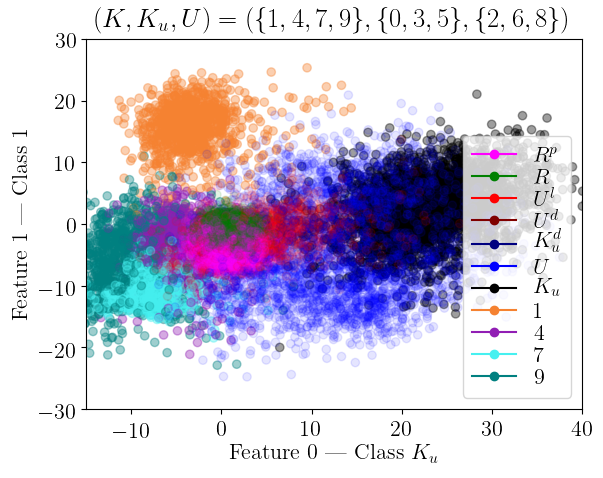 (K, K_u, U) = ({1, 4, 7, 9}, {0, 3, 5}, {2, 6, 8})
30
20
10
0
−10
−20
−30
Feature 1 — Class 1
−10
0
10
20
30
40
Feature 0 — Class K_u
R^p
R
U^l
U^d
K_u^d
U
K_u
1
4
7
9